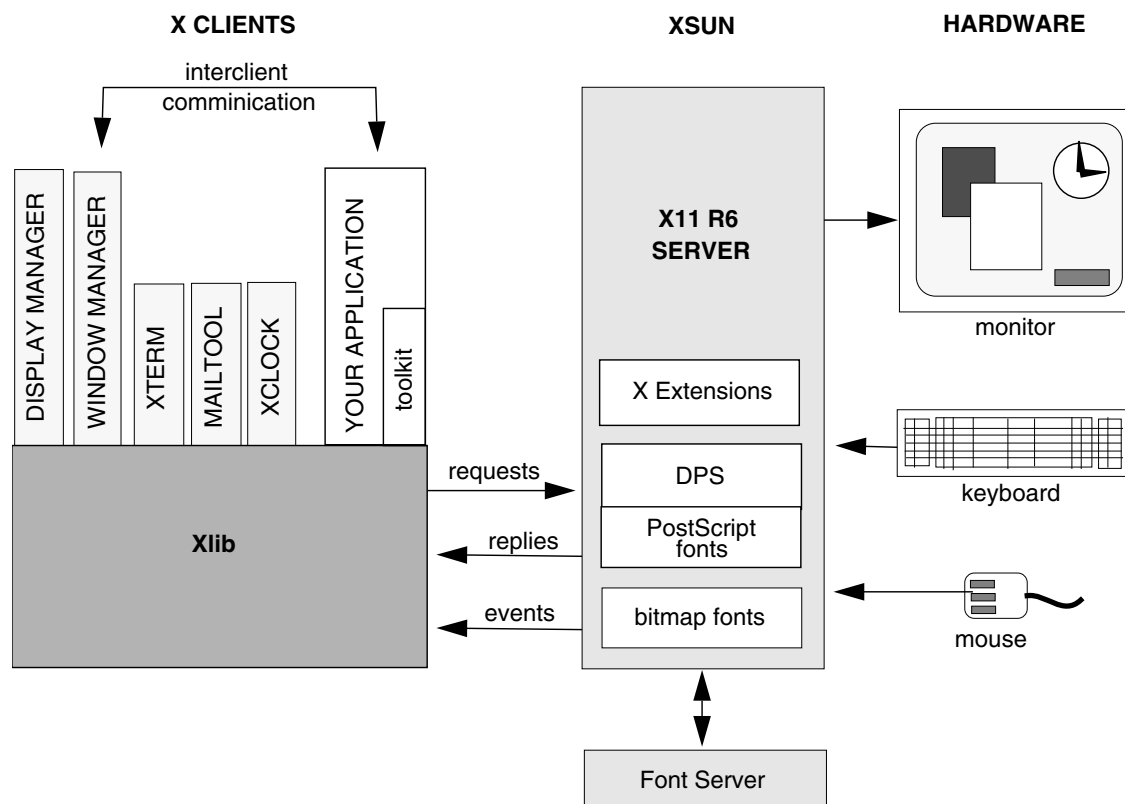 X CLIENTS
XSUN
HARDWARE
interclient
comminication
DISPLAY MANAGER
WINDOW MANAGER
XTERM
MAILTOOL
XCLOCK
YOUR APPLICATION
toolkit
Xlib
requests
replies
events
X11 R6
SERVER
X Extensions
DPS
PostScript
fonts
bitmap fonts
Font Server
monitor
keyboard
mouse